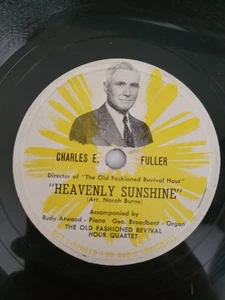 CHARLES E. FULLER
Director of "The Old Fashioned Revival Hour"
"HEAVENLY SUNSHINE"
(Arr. Norah Burne)
Accompanied by
Rudy Atwood - Piano Geo. Broadbent - Organ
THE OLD FASHIONED REVIVAL
HOUR QUARTET